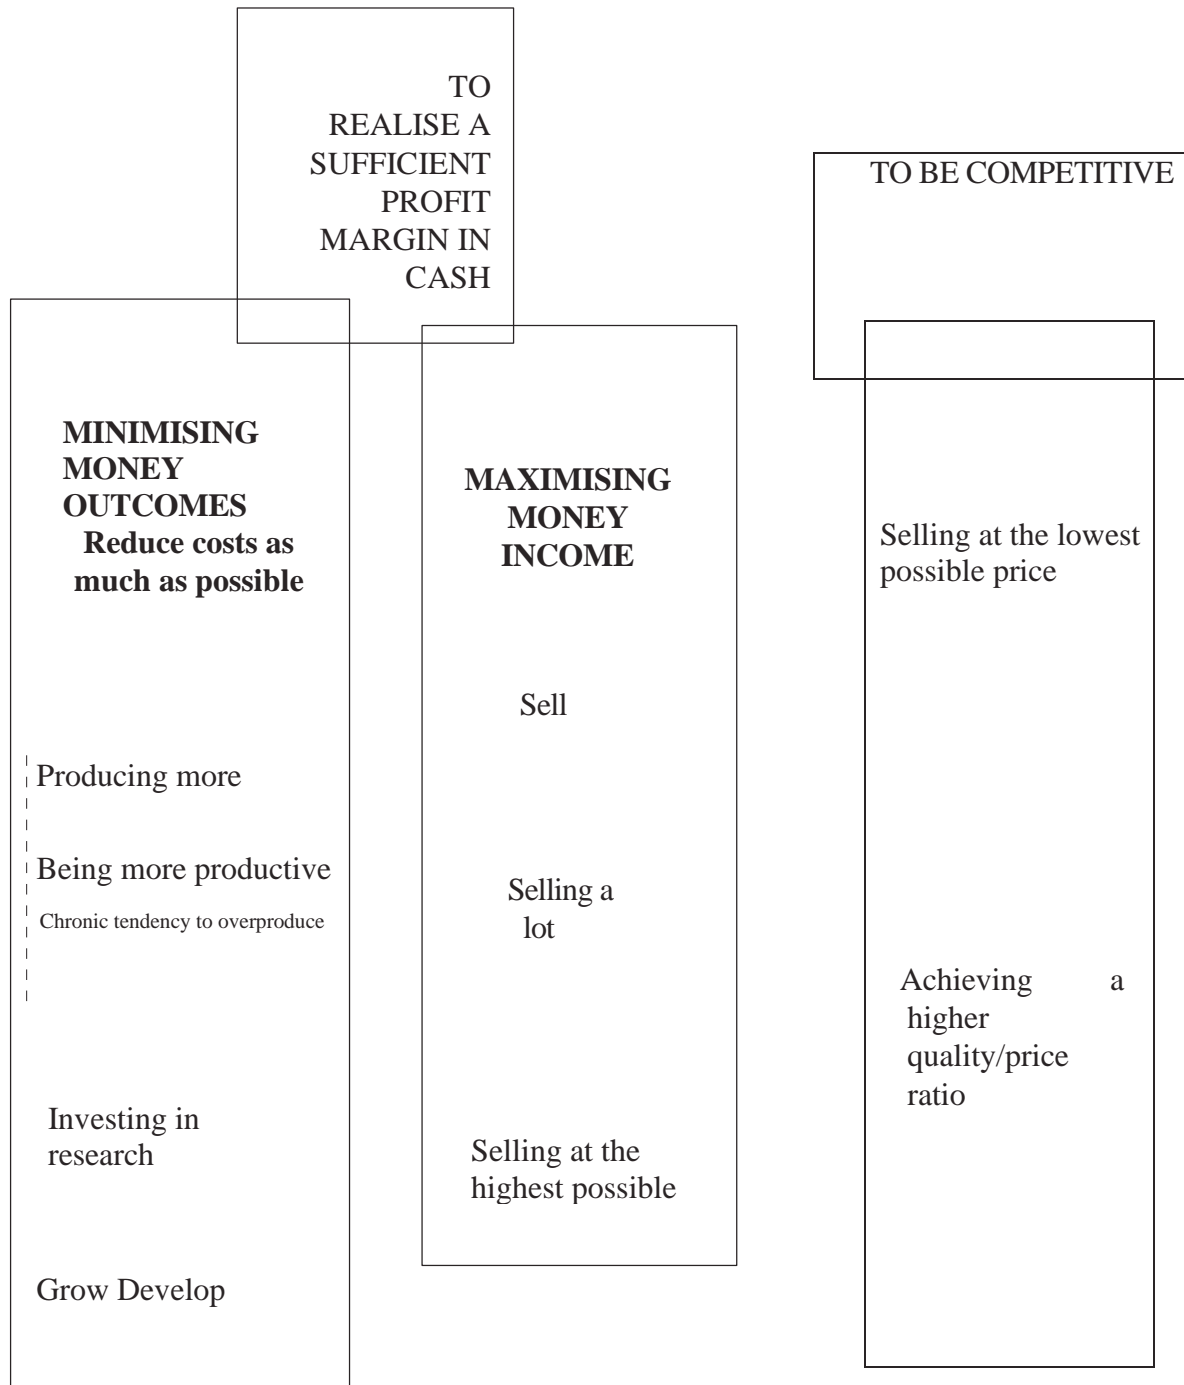 TO
REALISE A
SUFFICIENT
PROFIT
MARGIN IN
CASH
TO BE COMPETITIVE
MINIMISING
MONEY
OUTCOMES
Reduce costs as
much as possible
Producing more
Being more productive
Chronic tendency to overproduce
Investing in
research
Grow Develop
MAXIMISING
MONEY
INCOME
Sell
Selling a
lot
Selling at the
highest possible
Selling at the lowest
possible price
Achieving a
higher
quality/price
ratio